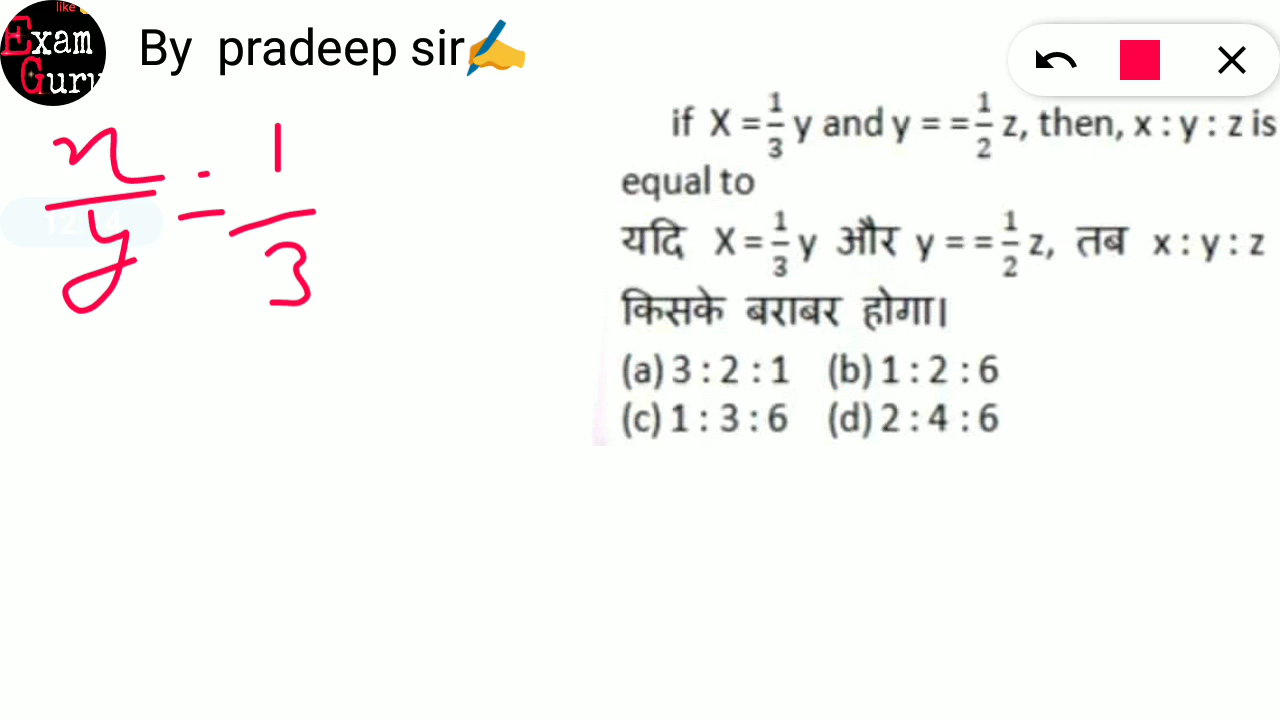 like
Exam
Guru
By pradeep sir✍
x/y = 1/3
if X = 1/3 y and y = = 1/2 z, then, x : y : z is
equal to
यदि X = 1/3 y और y = = 1/2 z, तब x : y : z
किसके बराबर होगा।
(a) 3 : 2 : 1 (b) 1 : 2 : 6
(c) 1 : 3 : 6 (d) 2 : 4 : 6